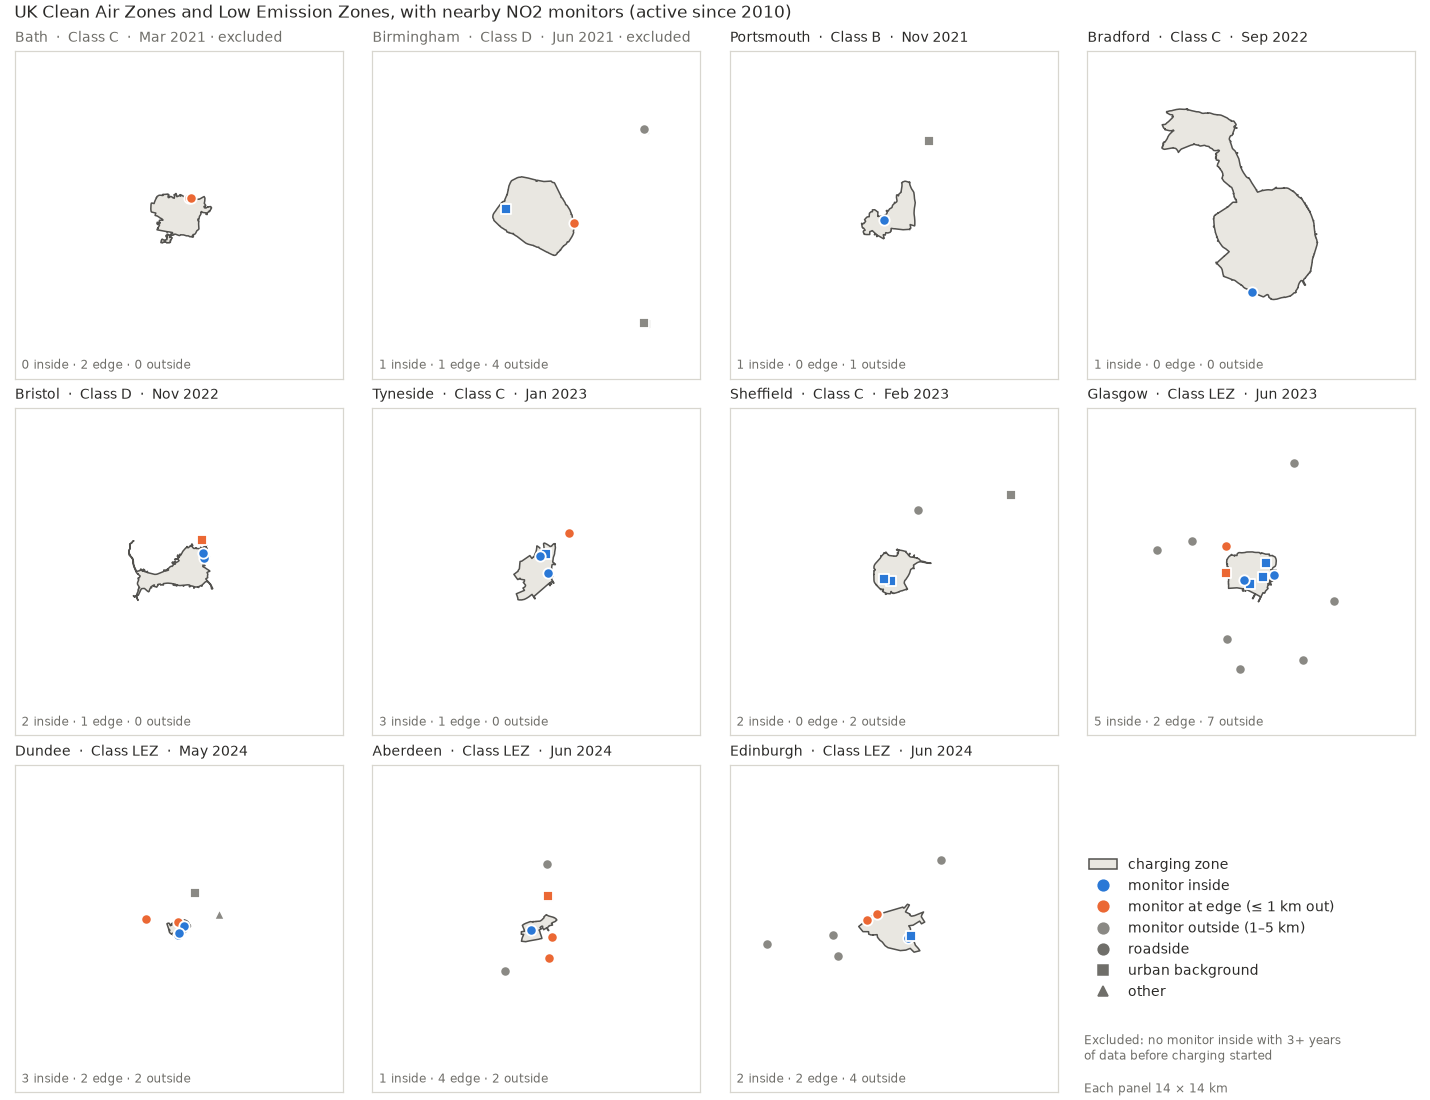 UK Clean Air Zones and Low Emission Zones, with nearby NO2 monitors (active since 2010)
Bath · Class C · Mar 2021 · excluded
Birmingham · Class D · Jun 2021 · excluded
Portsmouth · Class B · Nov 2021
Bradford · Class C · Sep 2022
0 inside · 2 edge · 0 outside
1 inside · 1 edge · 4 outside
1 inside · 0 edge · 1 outside
1 inside · 0 edge · 0 outside
Bristol · Class D · Nov 2022
Tyneside · Class C · Jan 2023
Sheffield · Class C · Feb 2023
Glasgow · Class LEZ · Jun 2023
2 inside · 1 edge · 0 outside
3 inside · 1 edge · 0 outside
2 inside · 0 edge · 2 outside
5 inside · 2 edge · 7 outside
Dundee · Class LEZ · May 2024
Aberdeen · Class LEZ · Jun 2024
Edinburgh · Class LEZ · Jun 2024
3 inside · 2 edge · 2 outside
1 inside · 4 edge · 2 outside
2 inside · 2 edge · 4 outside
charging zone
monitor inside
monitor at edge (≤ 1 km out)
monitor outside (1–5 km)
roadside
urban background
other
Excluded: no monitor inside with 3+ years
of data before charging started
Each panel 14 × 14 km